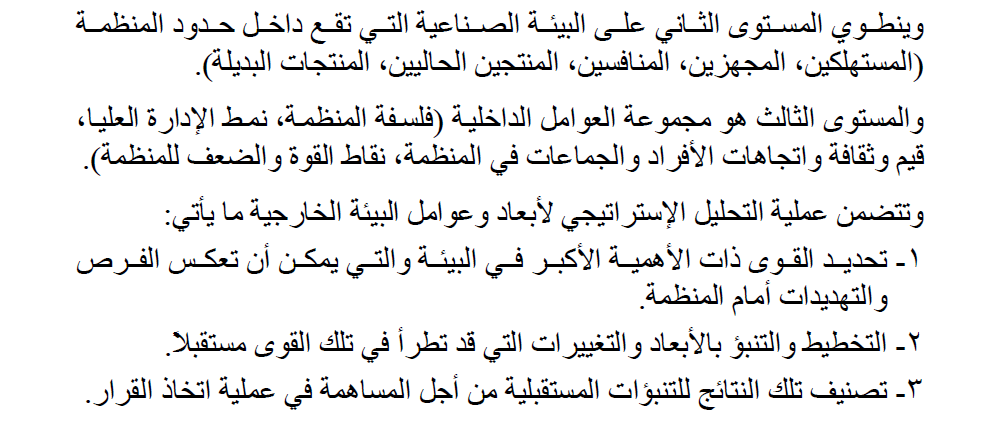 وينطوي المستوى الثاني على البيئة الصناعية التي تقع داخل حدود المنظمة
(المستهلكين، المجهزين، المنافسين، المنتجين الحاليين، المنتجات البديلة).
والمستوى الثالث هو مجموعة العوامل الداخلية (فلسفة المنظمة، نمط الإدارة العليا،
قيم وثقافة واتجاهات الأفراد والجماعات في المنظمة، نقاط القوة والضعف للمنظمة).
وتتضمن عملية التحليل الإستراتيجي لأبعاد وعوامل البيئة الخارجية ما يأتي:
١- تحديد القوى ذات الأهمية الأكبر في البيئة والتي يمكن أن تعكس الفرص
والتهديدات أمام المنظمة.
٢- التخطيط والتنبؤ بالأبعاد والتغييرات التي قد تطرأ في تلك القوى مستقبلاً.
٣- تصنيف تلك النتائج للتنبؤات المستقبلية من أجل المساهمة في عملية اتخاذ القرار.